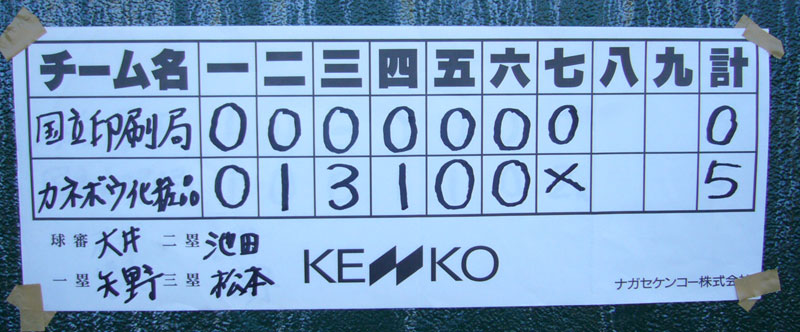 チーム名 一 二 三 四 五 六 七 八 九 計
国立印刷局 0 0 0 0 0 0 0 0
カネボウ化粧品 0 1 3 1 0 0 × 5
球審 大井 二塁 池田
一塁 矢野 三塁 松本
KENKO
ナガセケンコー株式会